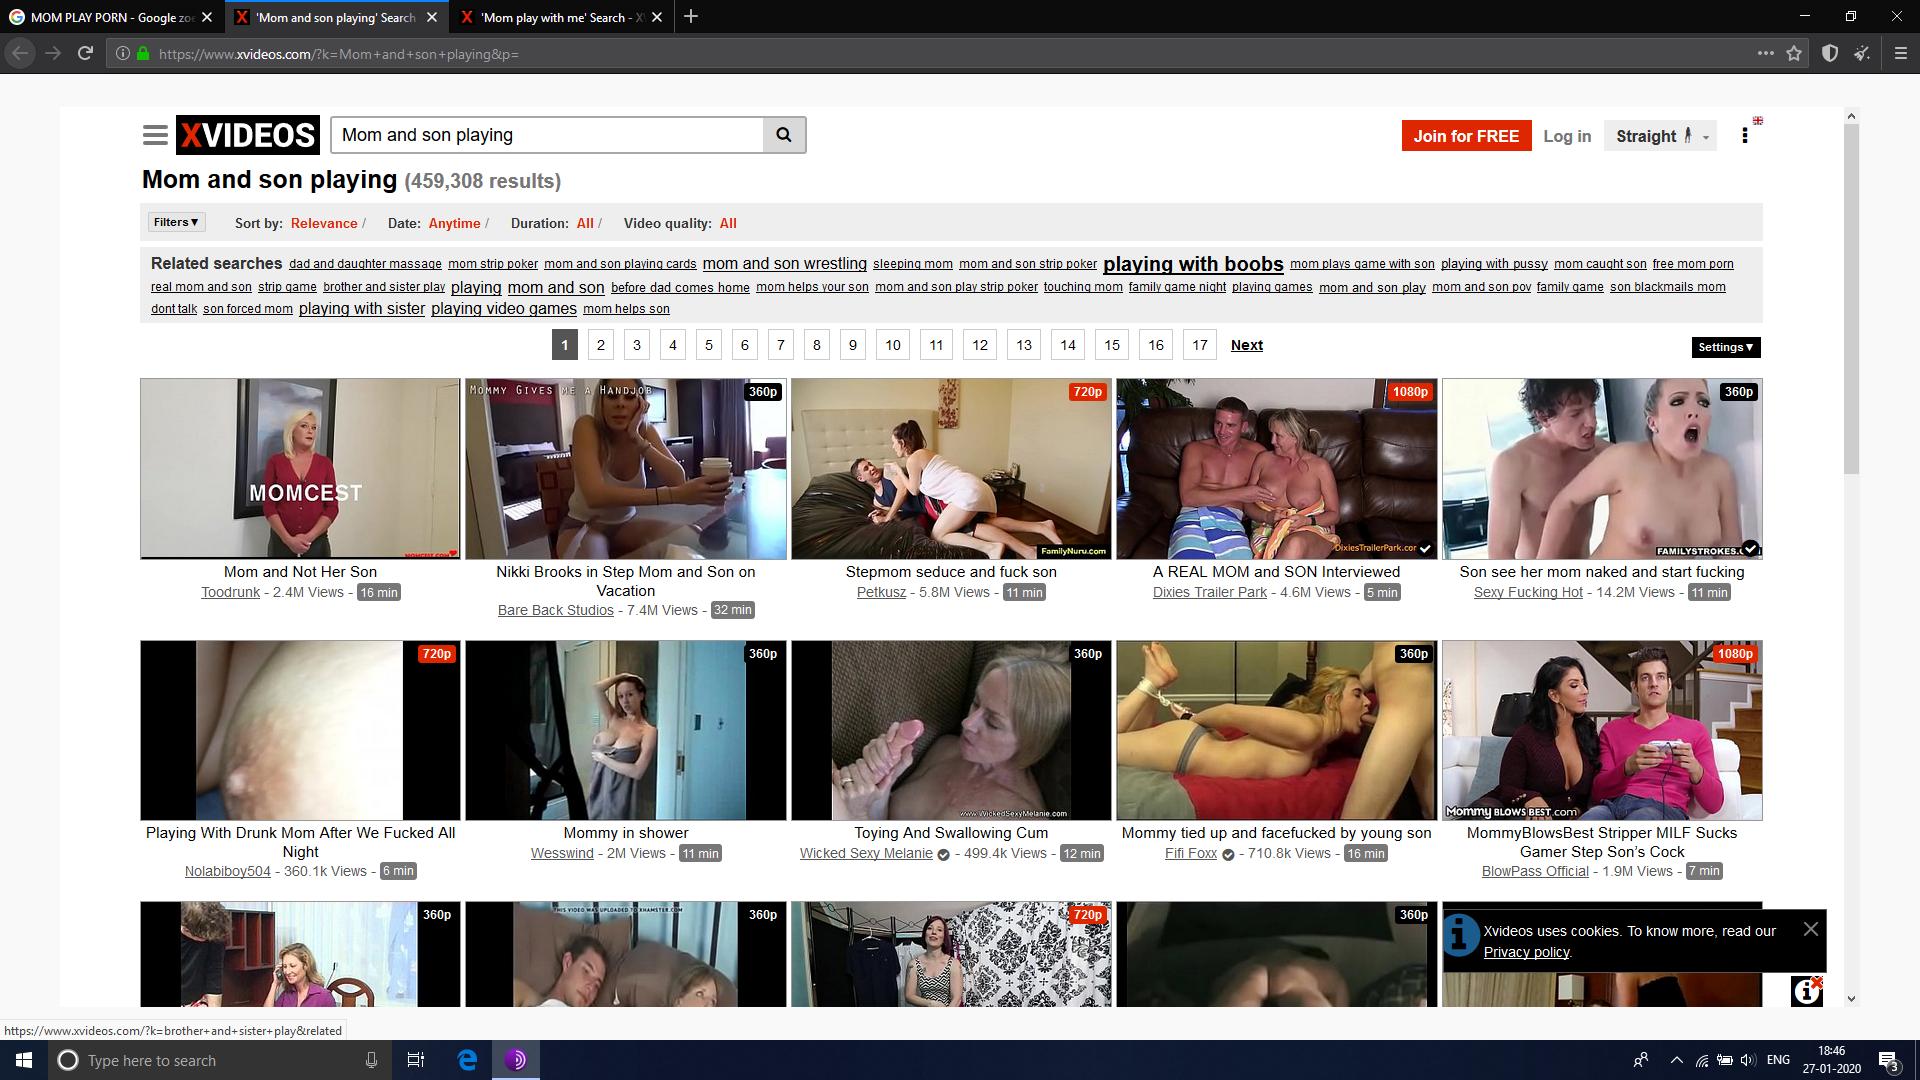 MOM PLAY PORN - Google zoe
'Mom and son playing' Search
'Mom play with me' Search - XV
https://www.xvideos.com/?k=Mom+and+son+playing&p=
XVIDEOS
Mom and son playing
Join for FREE
Log in
Straight
Mom and son playing (459,308 results)
Filters ▼ Sort by: Relevance / Date: Anytime / Duration: All / Video quality: All
Related searches dad and daughter massage mom strip poker mom and son playing cards mom and son wrestling sleeping mom mom and son strip poker playing with boobs mom plays game with son playing with pussy mom caught son free mom porn
real mom and son strip game brother and sister play playing mom and son before dad comes home mom helps your son mom and son play strip poker touching mom family game night playing games mom and son play mom and son pov family game son blackmails mom
dont talk son forced mom playing with sister playing video games mom helps son
1 2 3 4 5 6 7 8 9 10 11 12 13 14 15 16 17 Next
Settings ▼
MOMCEST
MOMCEST.COM
Mom and Not Her Son
Toodrunk - 2.4M Views - 16 min
MOMMY GIVES ME A HANDJOB
360p
Nikki Brooks in Step Mom and Son on
Vacation
Bare Back Studios - 7.4M Views - 32 min
720p
FamilyNuru.com
Stepmom seduce and fuck son
Petkusz - 5.8M Views - 11 min
1080p
DixiesTrailerPark.com
A REAL MOM and SON Interviewed
Dixies Trailer Park - 4.6M Views - 5 min
360p
FAMILYSTROKES.C
Son see her mom naked and start fucking
Sexy Fucking Hot - 14.2M Views - 11 min
720p
Playing With Drunk Mom After We Fucked All
Night
Nolabiboy504 - 360.1k Views - 6 min
360p
Mommy in shower
Wesswind - 2M Views - 11 min
360p
www.WickedSexyMelanie.com
Toying And Swallowing Cum
Wicked Sexy Melanie - 499.4k Views - 12 min
360p
Mommy tied up and facefucked by young son
Fifi Foxx - 710.8k Views - 16 min
1080p
MOMMY BLOWS BEST.COM
MommyBlowsBest Stripper MILF Sucks
Gamer Step Son's Cock
BlowPass Official - 1.9M Views - 7 min
360p
THIS VIDEO WAS UPLOADED TO XHAMSTER.COM
360p
720p
360p
Xvideos uses cookies. To know more, read our
Privacy policy.
https://www.xvideos.com/?k=brother+and+sister+play&related
Type here to search
ENG
18:46
27-01-2020
3